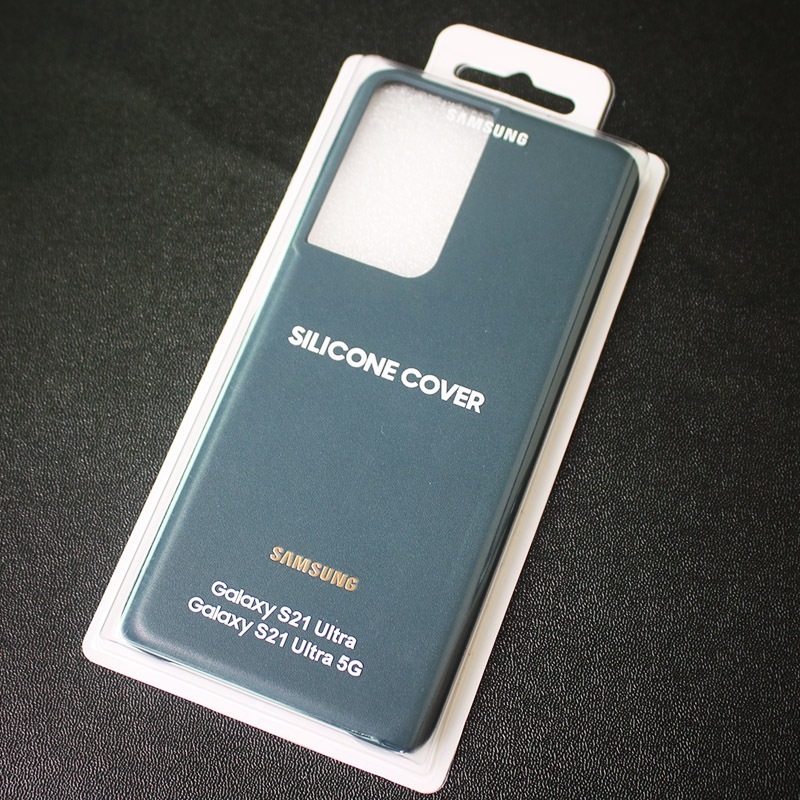 SAMSUNG
SILICONE COVER
SAMSUNG
Galaxy S21 Ultra
Galaxy S21 Ultra 5G